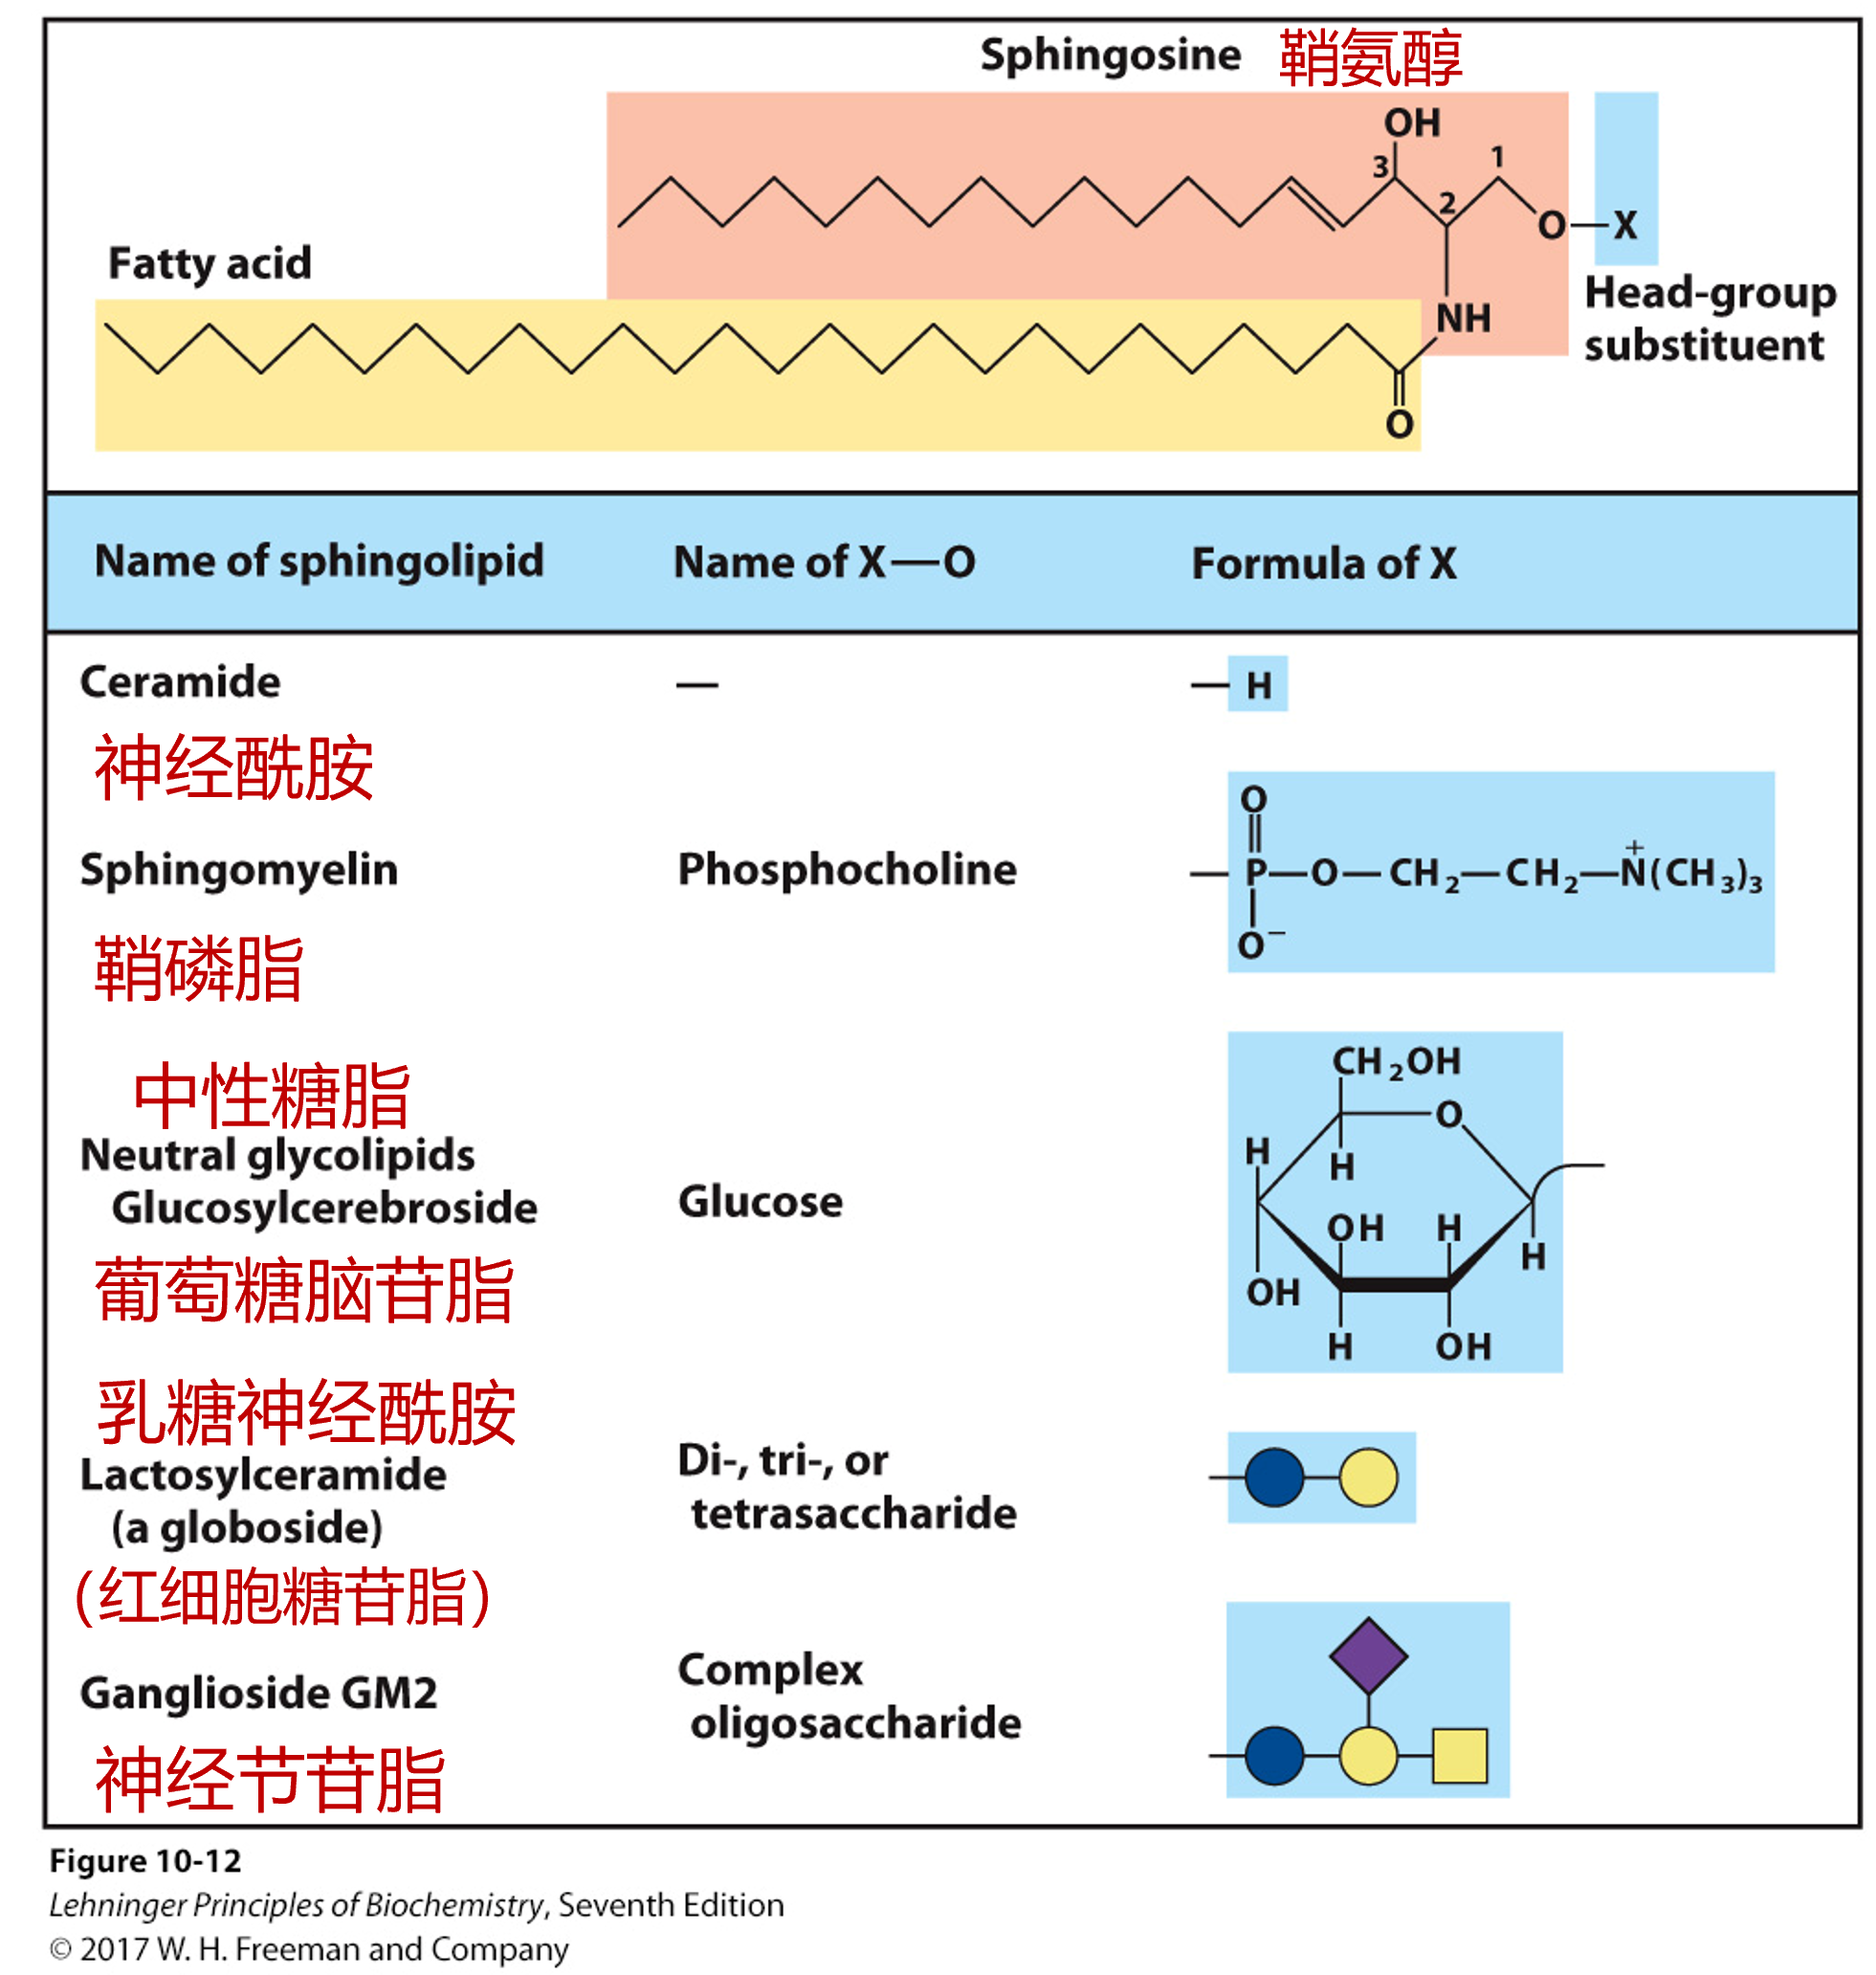 Sphingosine 鞘氨醇
OH
3
1
2
O—X
Fatty acid
Head-group
substituent
NH
O
Name of sphingolipid
Name of X—O
Formula of X
Ceramide
—
—H
神经酰胺
Sphingomyelin
Phosphocholine
O
—P—O—CH₂—CH₂—N⁺(CH₃)₃
O⁻
鞘磷脂
中性糖脂
Neutral glycolipids
Glucosylcerebroside
Glucose
CH₂OH
O
H
H
OH
H
H
OH
H
OH
葡萄糖脑苷脂
乳糖神经酰胺
Lactosylceramide
(a globoside)
Di-, tri-, or
tetrasaccharide
(红细胞糖苷脂)
Ganglioside GM2
Complex
oligosaccharide
神经节苷脂
Figure 10-12
Lehninger Principles of Biochemistry, Seventh Edition
© 2017 W. H. Freeman and Company